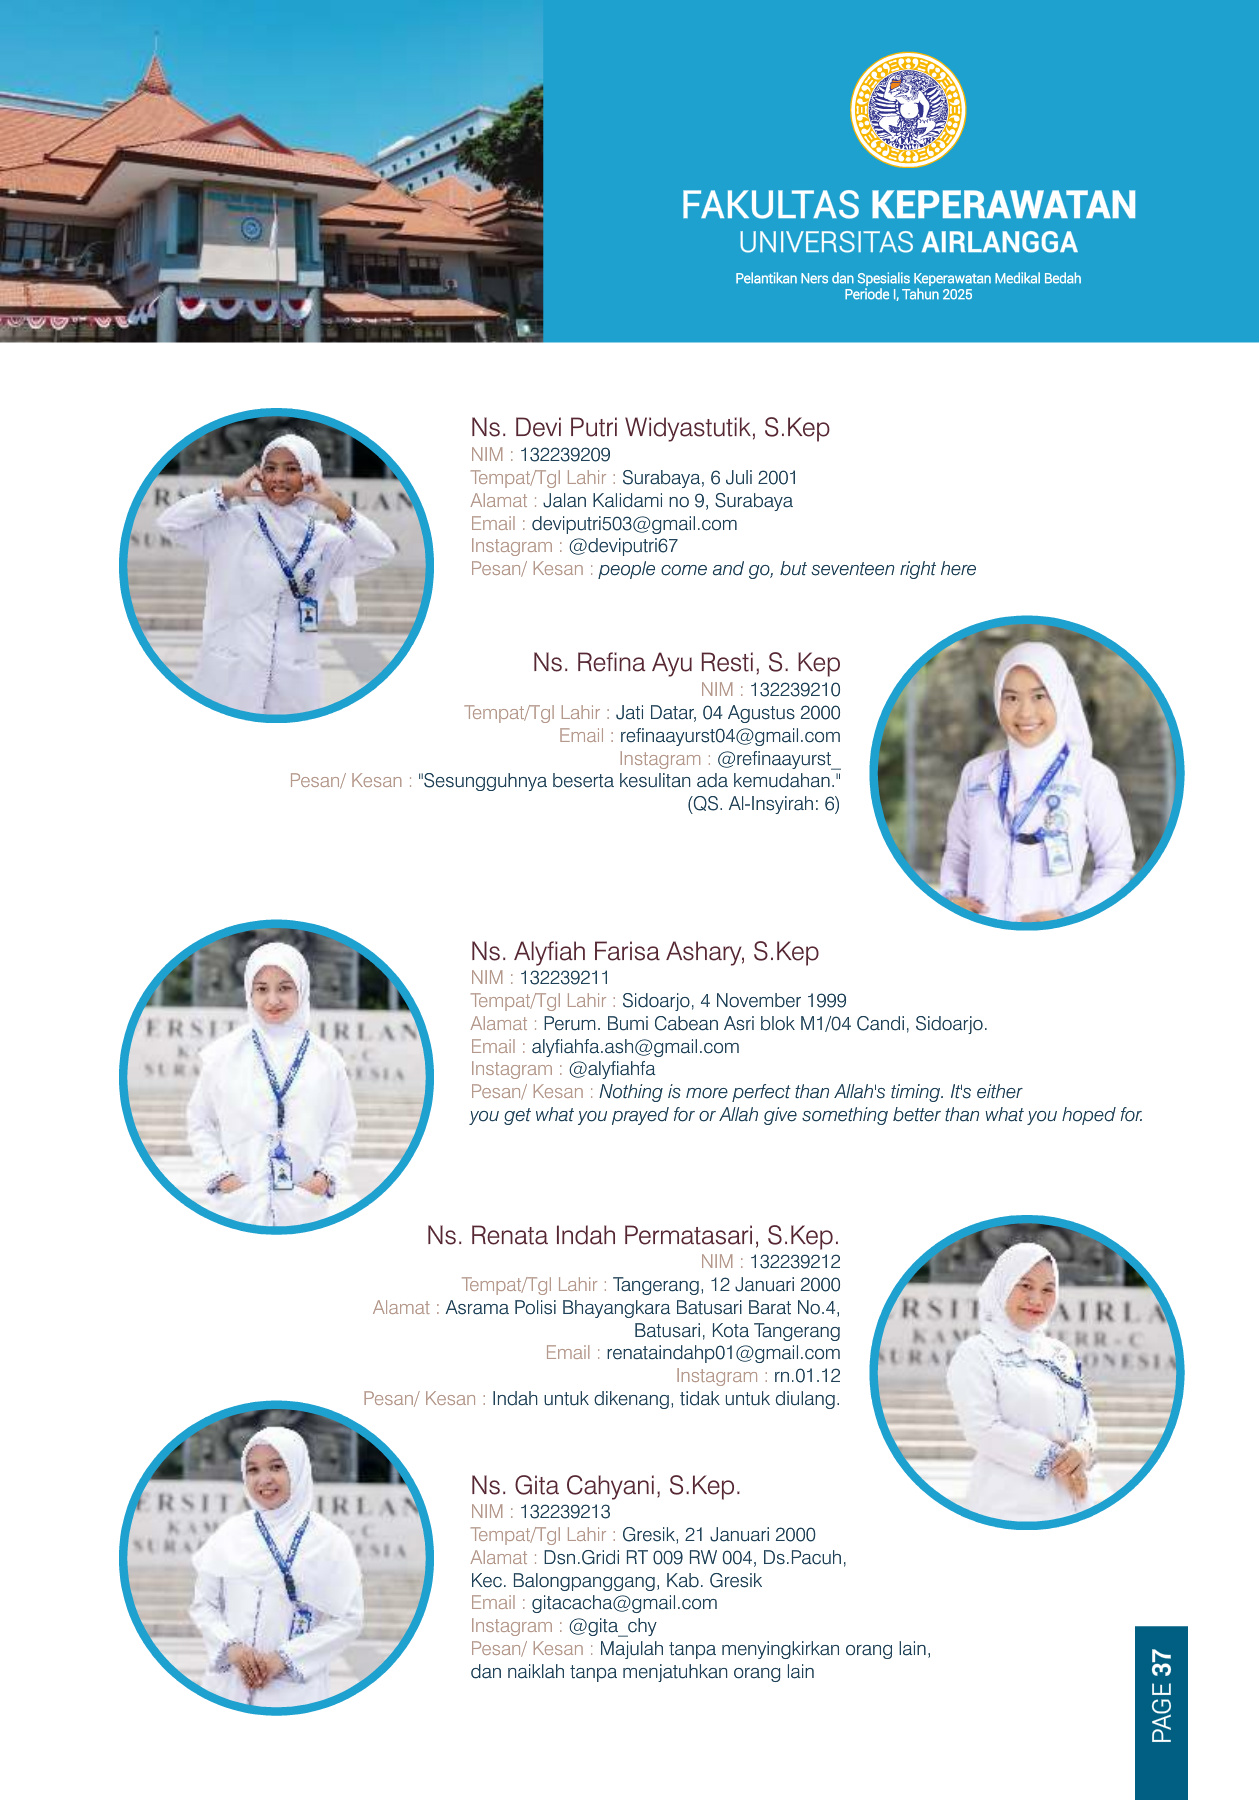 FAKULTAS KEPERAWATAN
UNIVERSITAS AIRLANGGA
Pelantikan Ners dan Spesialis Keperawatan Medikal Bedah
Periode I, Tahun 2025
Ns. Devi Putri Widyastutik, S.Kep
NIM : 132239209
Tempat/Tgl Lahir : Surabaya, 6 Juli 2001
Alamat : Jalan Kalidami no 9, Surabaya
Email : deviputri503@gmail.com
Instagram : @deviputri67
Pesan/ Kesan : people come and go, but seventeen right here
Ns. Refina Ayu Resti, S. Kep
NIM : 132239210
Tempat/Tgl Lahir : Jati Datar, 04 Agustus 2000
Email : refinaayurst04@gmail.com
Instagram : @refinaayurst_
Pesan/ Kesan : "Sesungguhnya beserta kesulitan ada kemudahan."
(QS. Al-Insyirah: 6)
Ns. Alyfiah Farisa Ashary, S.Kep
NIM : 132239211
Tempat/Tgl Lahir : Sidoarjo, 4 November 1999
Alamat : Perum. Bumi Cabean Asri blok M1/04 Candi, Sidoarjo.
Email : alyfiahfa.ash@gmail.com
Instagram : @alyfiahfa
Pesan/ Kesan : Nothing is more perfect than Allah's timing. It's either
you get what you prayed for or Allah give something better than what you hoped for.
Ns. Renata Indah Permatasari, S.Kep.
NIM : 132239212
Tempat/Tgl Lahir : Tangerang, 12 Januari 2000
Alamat : Asrama Polisi Bhayangkara Batusari Barat No.4,
Batusari, Kota Tangerang
Email : renataindahp01@gmail.com
Instagram : rn.01.12
Pesan/ Kesan : Indah untuk dikenang, tidak untuk diulang.
Ns. Gita Cahyani, S.Kep.
NIM : 132239213
Tempat/Tgl Lahir : Gresik, 21 Januari 2000
Alamat : Dsn.Gridi RT 009 RW 004, Ds.Pacuh,
Kec. Balongpanggang, Kab. Gresik
Email : gitacacha@gmail.com
Instagram : @gita_chy
Pesan/ Kesan : Majulah tanpa menyingkirkan orang lain,
dan naiklah tanpa menjatuhkan orang lain
PAGE 37